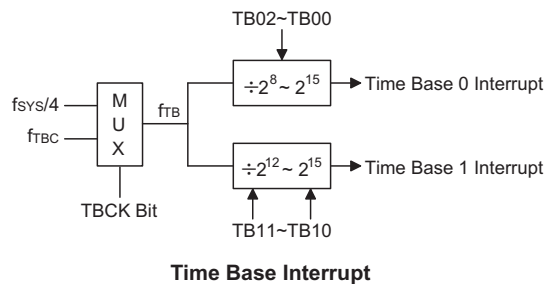 TB02~TB00
÷2⁸ ~ 2¹⁵
Time Base 0 Interrupt
fSYS/4
fTBC
M
U
X
fTB
÷2¹² ~ 2¹⁵
Time Base 1 Interrupt
TBCK Bit
TB11~TB10
Time Base Interrupt